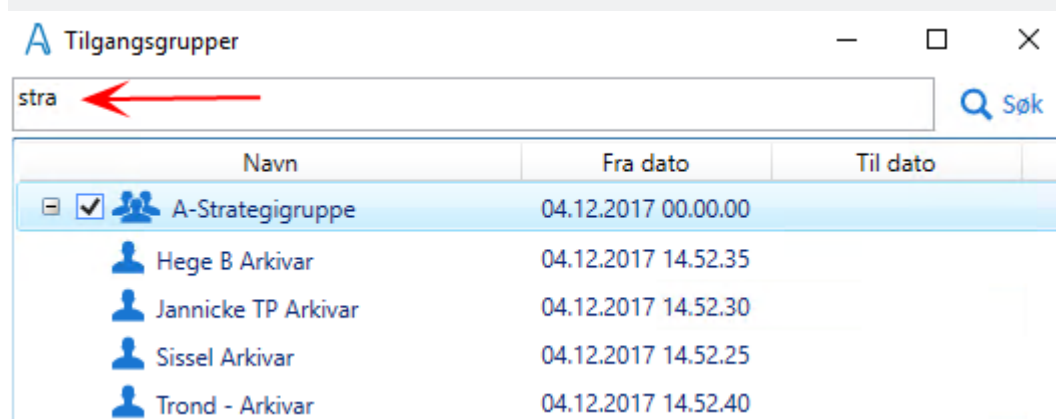 Tilgangsgrupper
stra
Søk
Navn Fra dato Til dato
A-Strategigruppe 04.12.2017 00.00.00
Hege B Arkivar 04.12.2017 14.52.35
Jannicke TP Arkivar 04.12.2017 14.52.30
Sissel Arkivar 04.12.2017 14.52.25
Trond - Arkivar 04.12.2017 14.52.40